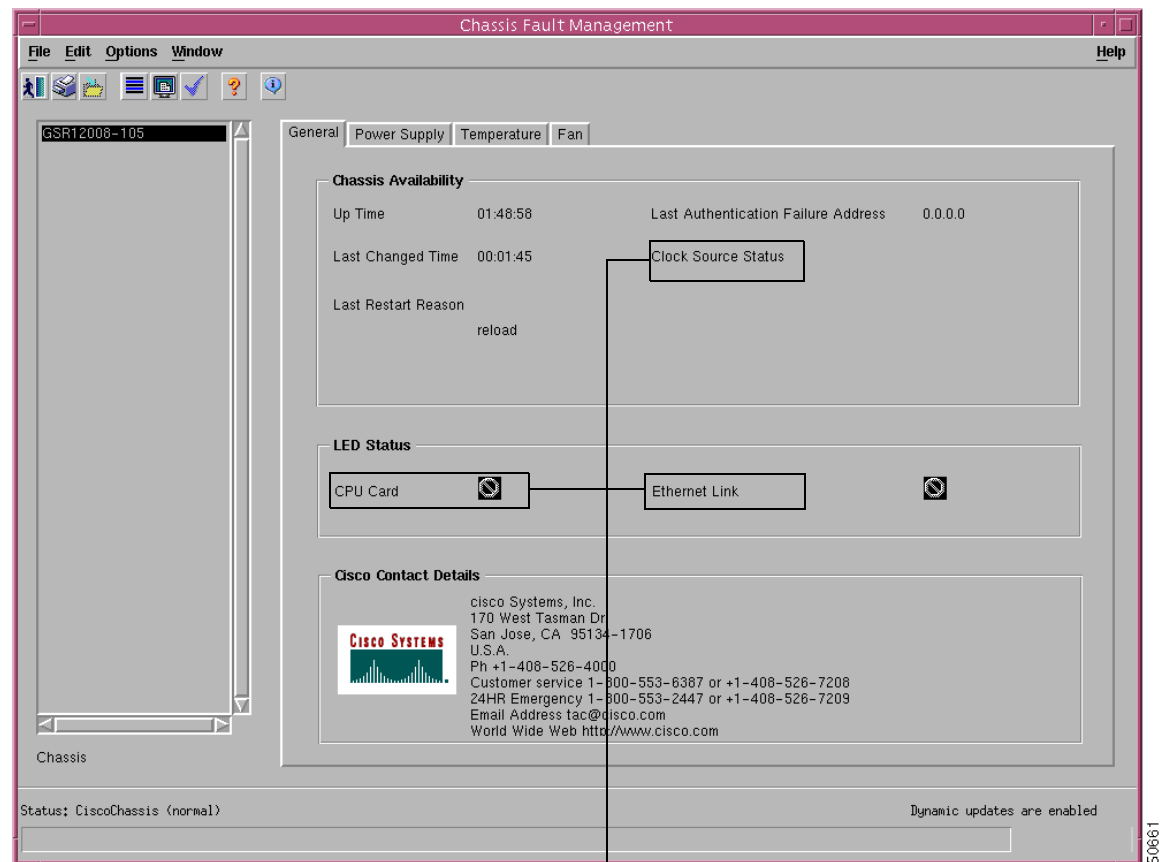 Chassis Fault Management
File Edit Options Window Help
GSR12008-105
General Power Supply Temperature Fan
Chassis Availability
Up Time 01:48:58 Last Authentication Failure Address 0.0.0.0
Last Changed Time 00:01:45 Clock Source Status
Last Restart Reason
reload
LED Status
CPU Card Ethernet Link
Cisco Contact Details
CISCO SYSTEMS
cisco Systems, Inc.
170 West Tasman Dr
San Jose, CA 95134-1706
U.S.A.
Ph +1-408-526-4000
Customer service 1-800-553-6387 or +1-408-526-7208
24HR Emergency 1-800-553-2447 or +1-408-526-7209
Email Address tac@cisco.com
World Wide Web http://www.cisco.com
Chassis
Status: CiscoChassis (normal) Dynamic updates are enabled
50661